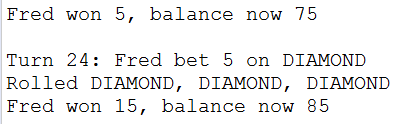 Fred won 5, balance now 75
Turn 24: Fred bet 5 on DIAMOND
Rolled DIAMOND, DIAMOND, DIAMOND
Fred won 15, balance now 85